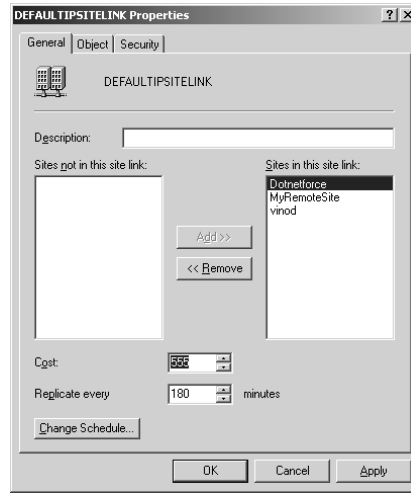 DEFAULTIPSITELINK Properties
General Object Security
DEFAULTIPSITELINK
Description:
Sites not in this site link:
Sites in this site link:
Dotnetforce
MyRemoteSite
vinod
Add >>
<< Remove
Cost: 555
Replicate every 180 minutes
Change Schedule...
OK Cancel Apply